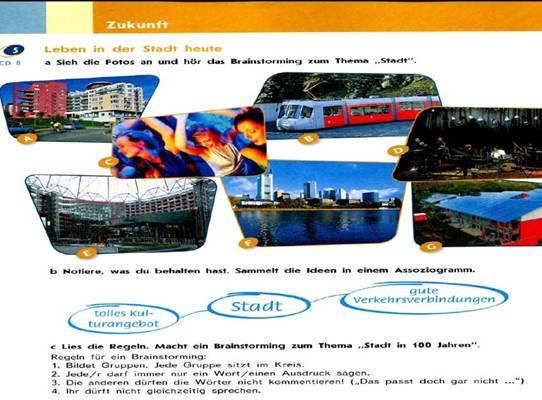 Zukunft
5 Leben in der Stadt heute
CD 8 a Sieh die Fotos an und hör das Brainstorming zum Thema „Stadt“.
A
B
C
D
E
F
G
b Notiere, was du behalten hast. Sammelt die Ideen in einem Assoziogramm.
tolles Kul-
turangebot
Stadt
gute
Verkehrsverbindungen
c Lies die Regeln. Macht ein Brainstorming zum Thema „Stadt in 100 Jahren“.
Regeln für ein Brainstorming:
1. Bildet Gruppen. Jede Gruppe sitzt im Kreis.
2. Jede/r darf immer nur ein Wort/einen Ausdruck sagen.
3. Die anderen dürfen die Wörter nicht kommentieren! („Das passt doch gar nicht ...“)
4. Ihr dürft nicht gleichzeitig sprechen.